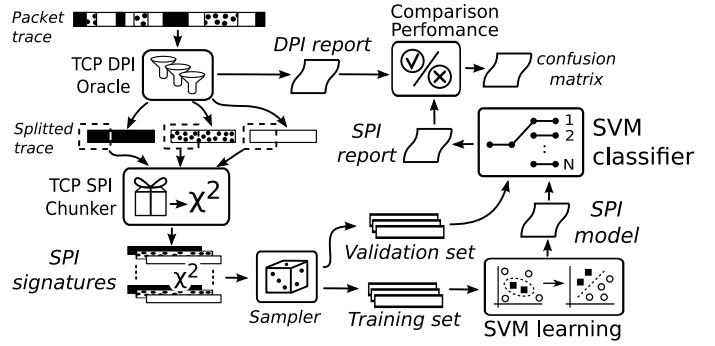 Packet
trace
TCP DPI
Oracle
DPI report
Comparison
Perfomance
confusion
matrix
Splitted
trace
SPI
report
1
2
:
N
SVM
classifier
TCP SPI
Chunker
χ²
SPI
signatures
χ²
Sampler
Validation set
Training set
SPI
model
SVM learning